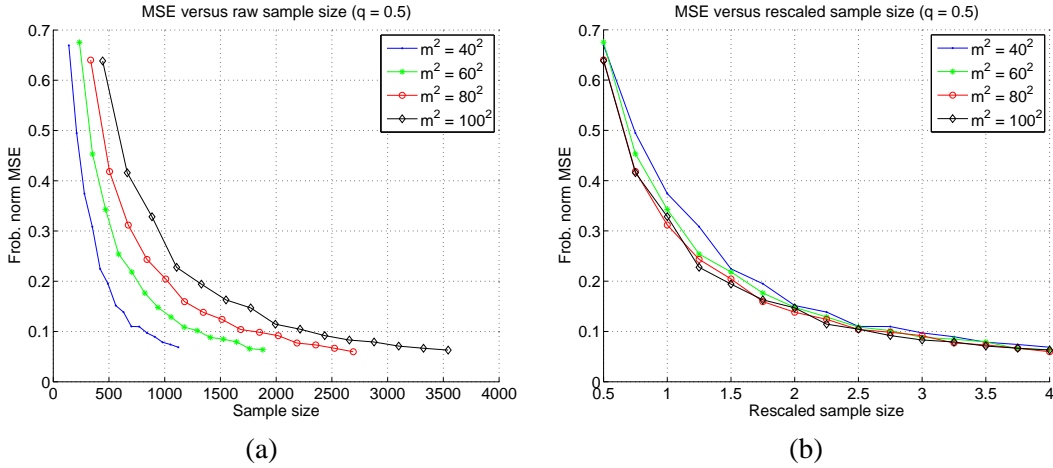 MSE versus raw sample size (q = 0.5)
0.7
0.6
0.5
0.4
0.3
0.2
0.1
0
Frob. norm MSE
m² = 40²
m² = 60²
m² = 80²
m² = 100²
0 500 1000 1500 2000 2500 3000 3500 4000
Sample size
(a)
MSE versus rescaled sample size (q = 0.5)
0.7
0.6
0.5
0.4
0.3
0.2
0.1
0
Frob. norm MSE
m² = 40²
m² = 60²
m² = 80²
m² = 100²
0.5 1 1.5 2 2.5 3 3.5 4
Rescaled sample size
(b)